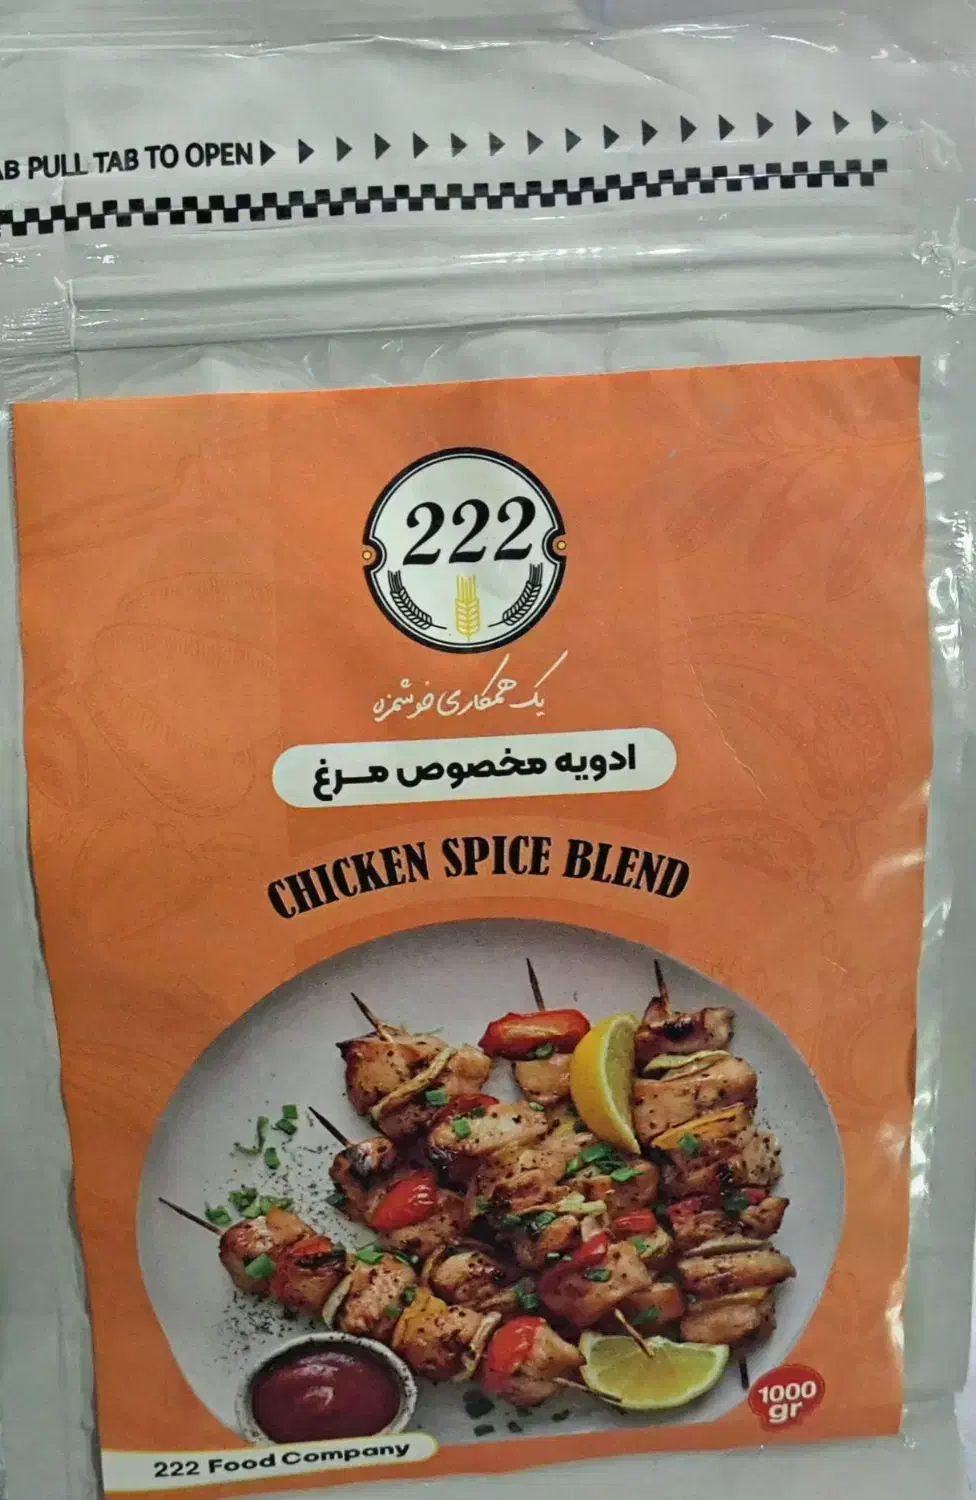 AB PULL TAB TO OPEN
222
یک همکاری خوشمزه
ادویه مخصوص مرغ
CHICKEN SPICE BLEND
1000
gr
222 Food Company